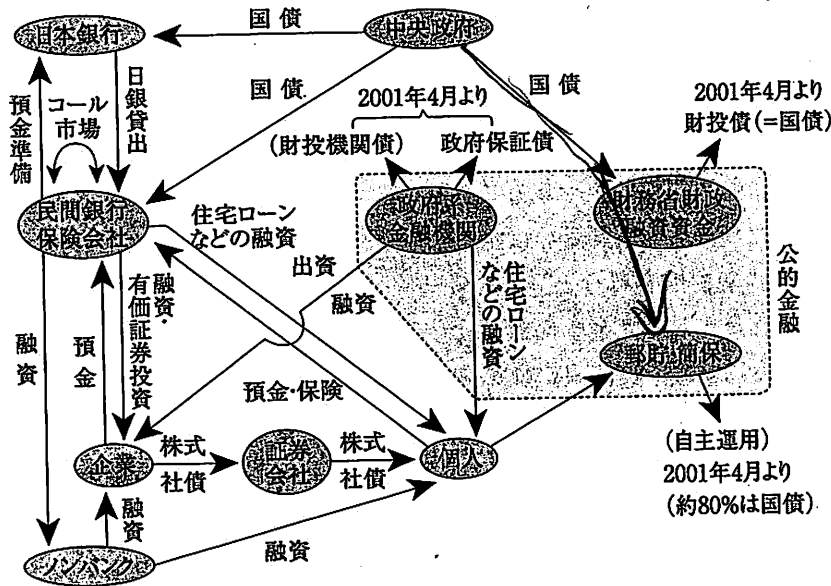 日本銀行
国債
中央政府
預金準備
コール
市場
日銀貸出
国債
国債
2001年4月より
(財投機関債)
政府保証債
2001年4月より
財投債(=国債)
民間銀行
保険会社
住宅ローン
などの融資
政府系
金融機関
財務省財政
融資資金
公的金融
出資
融資
住宅ローン
などの融資
融資
預金
融資・
有価証券投資
郵貯・簡保
預金・保険
企業
株式
社債
証券
会社
株式
社債
個人
(自主運用)
2001年4月より
(約80%は国債)
融資
融資
ノンバンク